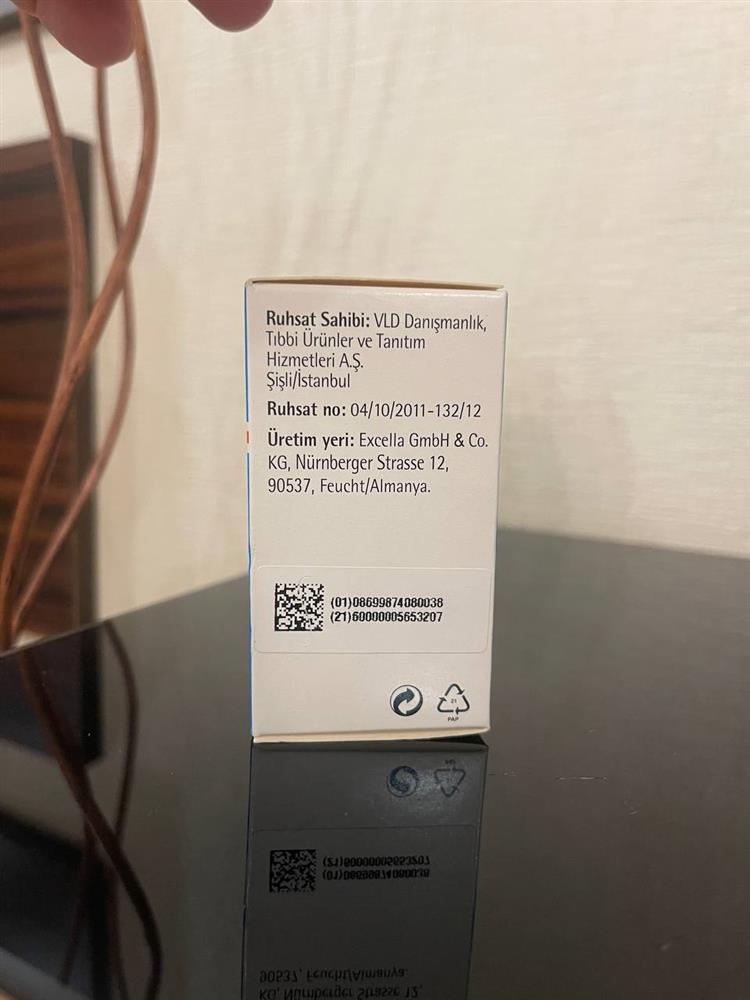 Ruhsat Sahibi: VLD Danışmanlık,
Tıbbi Ürünler ve Tanıtım
Hizmetleri A.Ş.
Şişli/İstanbul
Ruhsat no: 04/10/2011-132/12
Üretim yeri: Excella GmbH & Co.
KG, Nürnberger Strasse 12,
90537, Feucht/Almanya.
(01)08699874080038
(21)60000005653207
21
PAP